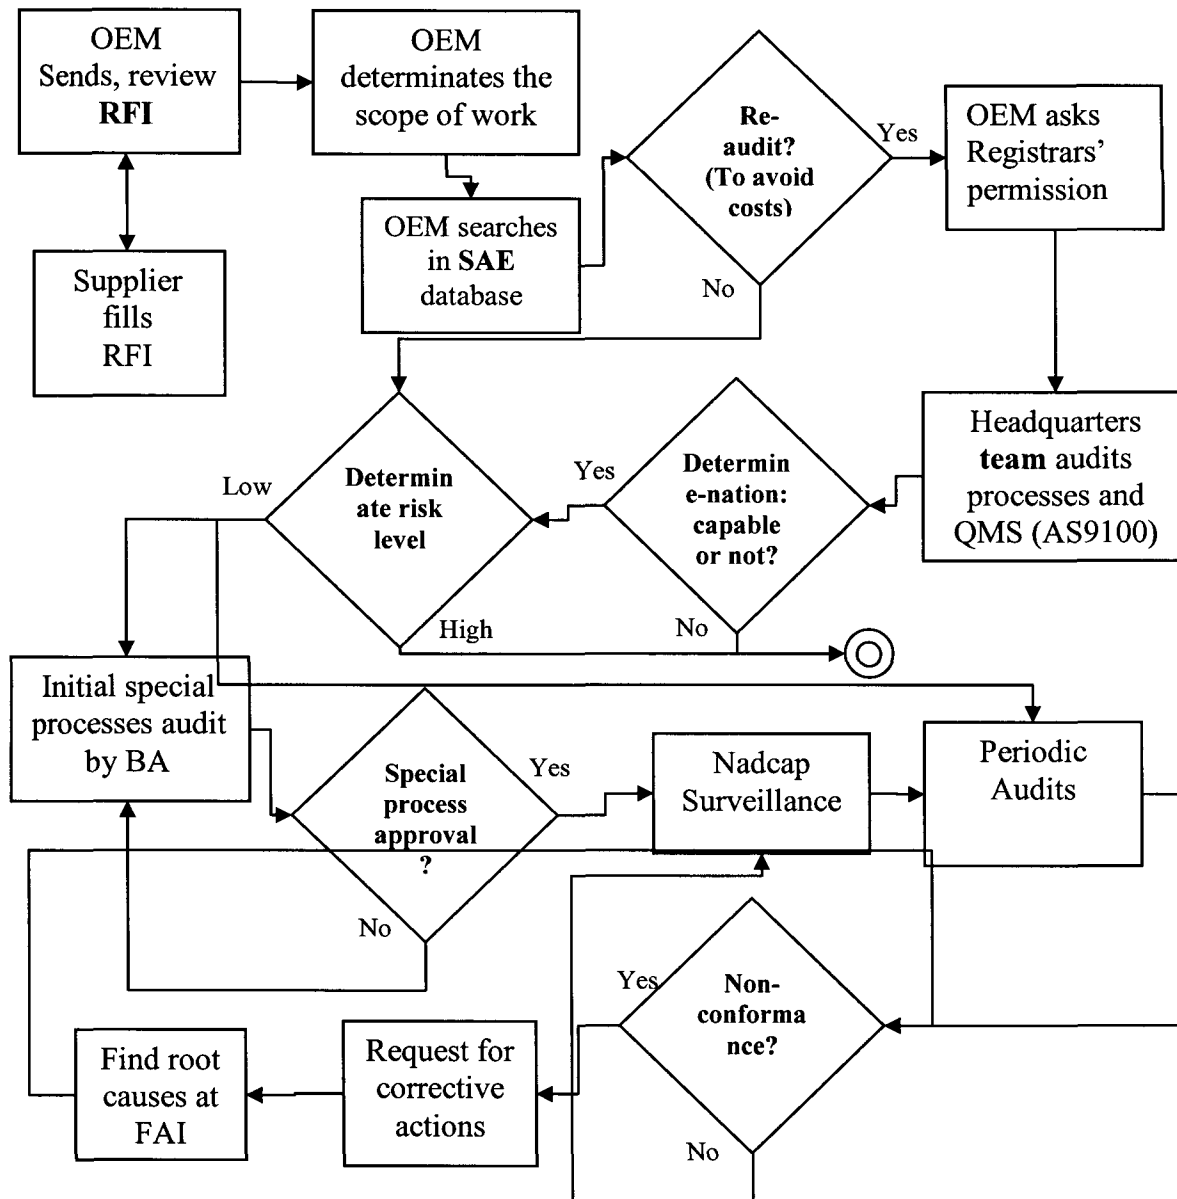 OEM
Sends, review
RFI
OEM
determinates the
scope of work
Re-
audit?
(To avoid
costs)
Yes
No
OEM asks
Registrars'
permission
Supplier
fills
RFI
OEM searches
in SAE
database
Headquarters
team audits
processes and
QMS (AS9100)
Determin
e-nation:
capable
or not?
Yes
No
Determin
ate risk
level
Low
High
Initial special
processes audit
by BA
Special
process
approval
?
Yes
No
Nadcap
Surveillance
Periodic
Audits
Non-
conforma
nce?
Yes
No
Request for
corrective
actions
Find root
causes at
FAI